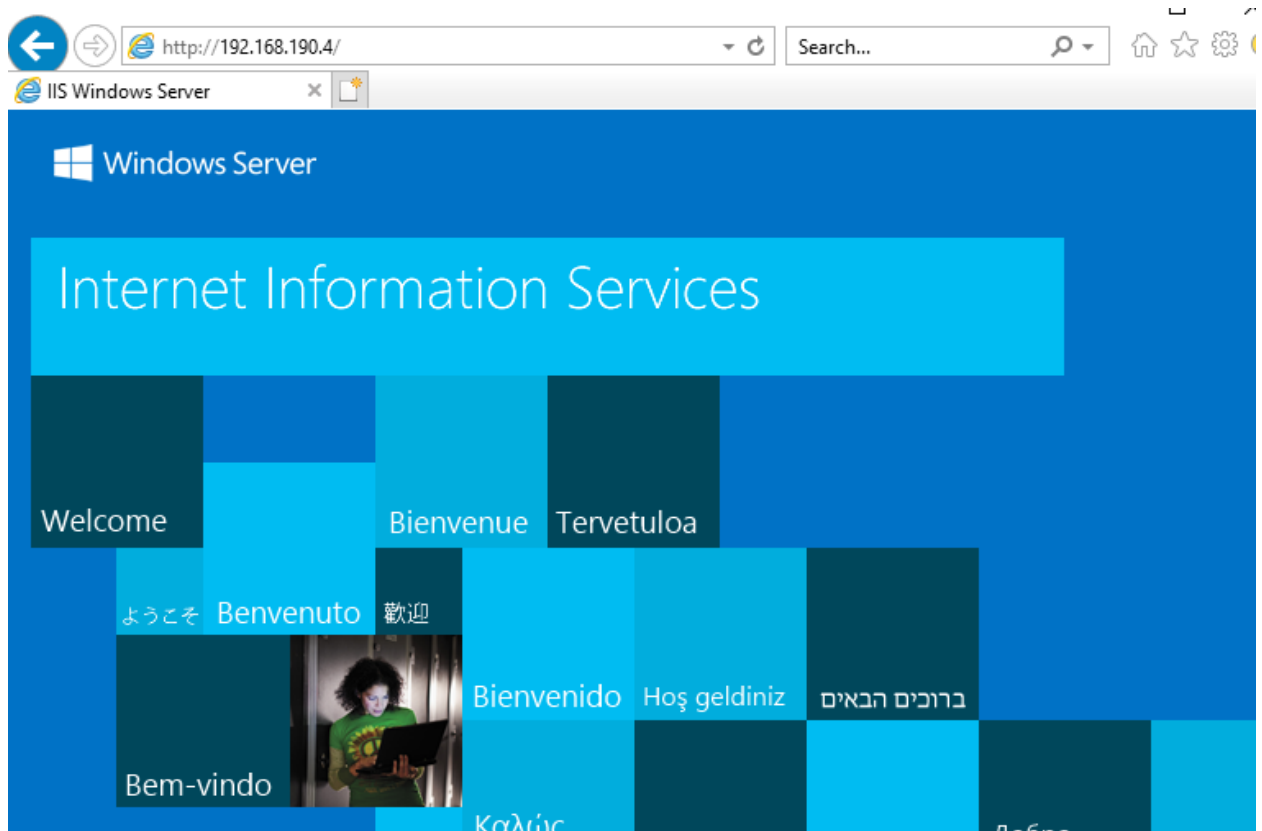 http://192.168.190.4/
Search...
IIS Windows Server
Windows Server
Internet Information Services
Welcome
Bienvenue
Tervetuloa
ようこそ
Benvenuto
歡迎
Bienvenido
Hoş geldiniz
ברוכים הבאים
Bem-vindo
Καλώς